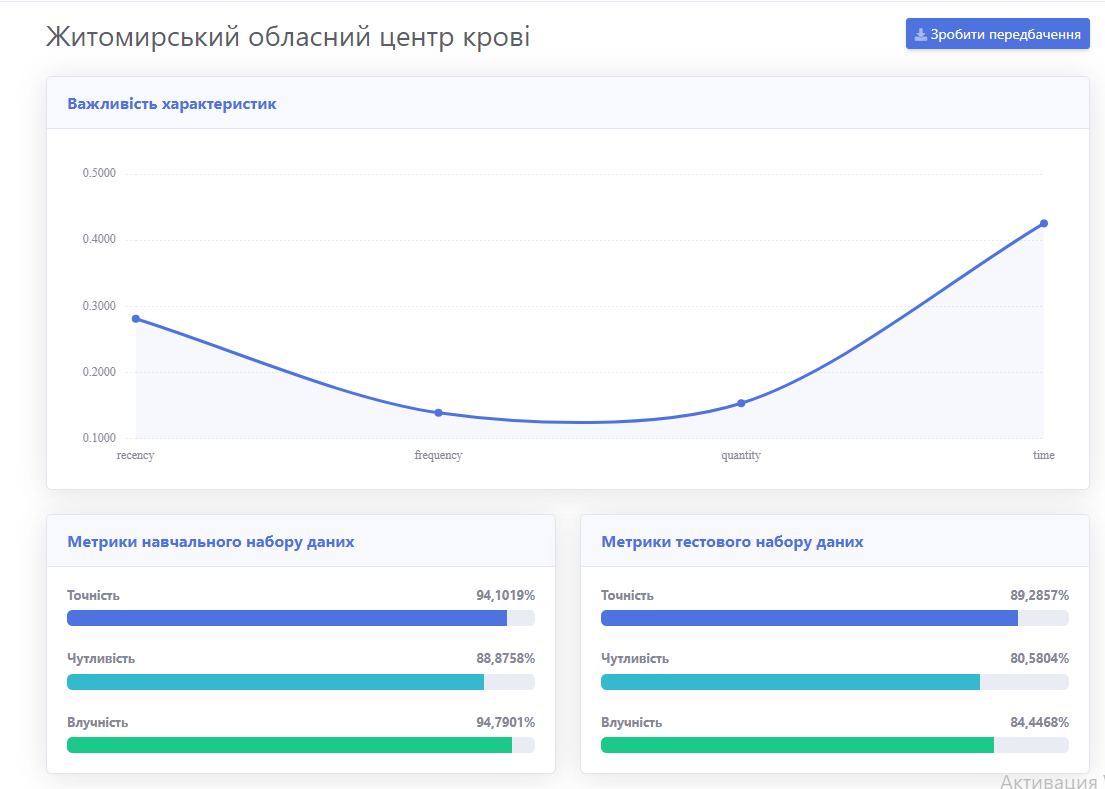 Житомирський обласний центр крові
Зробити передбачення
Важливість характеристик
0.5000
0.4000
0.3000
0.2000
0.1000
recency frequency quantity time
Метрики навчального набору даних
Точність 94,1019%
Чутливість 88,8758%
Влучність 94,7901%
Метрики тестового набору даних
Точність 89,2857%
Чутливість 80,5804%
Влучність 84,4468%
Активация